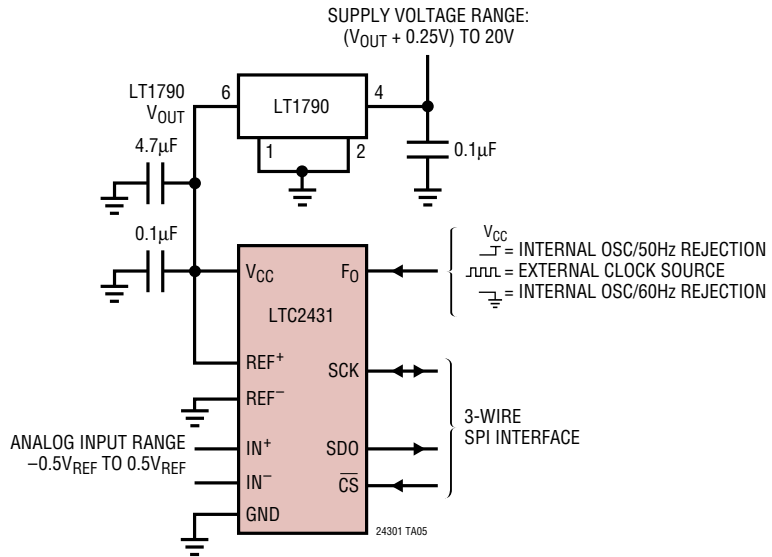 SUPPLY VOLTAGE RANGE:
(VOUT + 0.25V) TO 20V
LT1790
VOUT
6
LT1790
4
1
2
4.7µF
0.1µF
0.1µF
VCC
FO
LTC2431
REF+
REF−
SCK
IN+
SDO
IN−
CS
GND
VCC
= INTERNAL OSC/50Hz REJECTION
= EXTERNAL CLOCK SOURCE
= INTERNAL OSC/60Hz REJECTION
3-WIRE
SPI INTERFACE
ANALOG INPUT RANGE
−0.5VREF TO 0.5VREF
24301 TA05